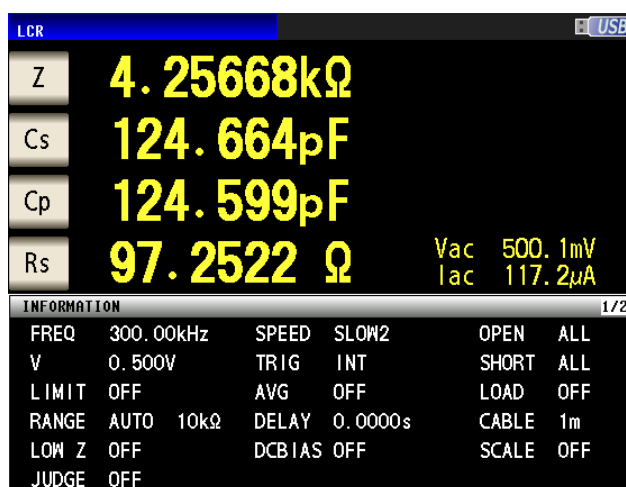 LCR USB
Z 4.25668kΩ
Cs 124.664pF
Cp 124.599pF
Rs 97.2522 Ω Vac 500.1mV
Iac 117.2μA
INFORMATION 1/2
FREQ 300.00kHz SPEED SLOW2 OPEN ALL
V 0.500V TRIG INT SHORT ALL
LIMIT OFF AVG OFF LOAD OFF
RANGE AUTO 10kΩ DELAY 0.0000s CABLE 1m
LOW Z OFF DCBIAS OFF SCALE OFF
JUDGE OFF